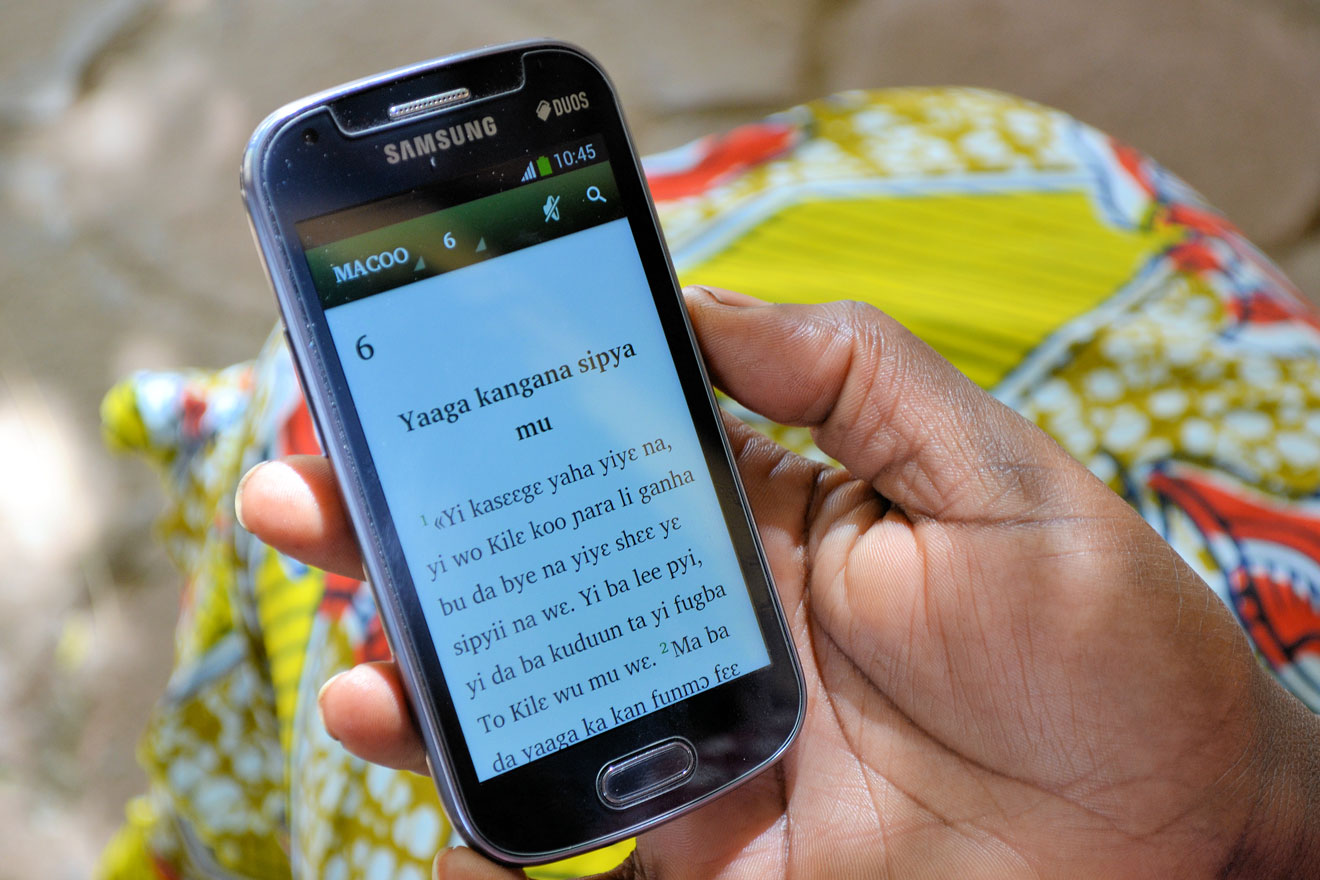 SAMSUNG
DUOS
10:45
MACOO 6
6
Yaaga kangana sipya
mu
1 «Yi kasɛɛgɛ yaha yiyɛ na,
yi wo Kilɛ koo ɲara li ganha
bu da bye na yiyɛ shɛɛ yɛ
sipyii na wɛ. Yi ba lee pyi,
yi da ba kuduun ta yi fugba
To Kilɛ wu mu wɛ. 2 Ma ba
da yaaga ka kan funmɔ fɛɛ